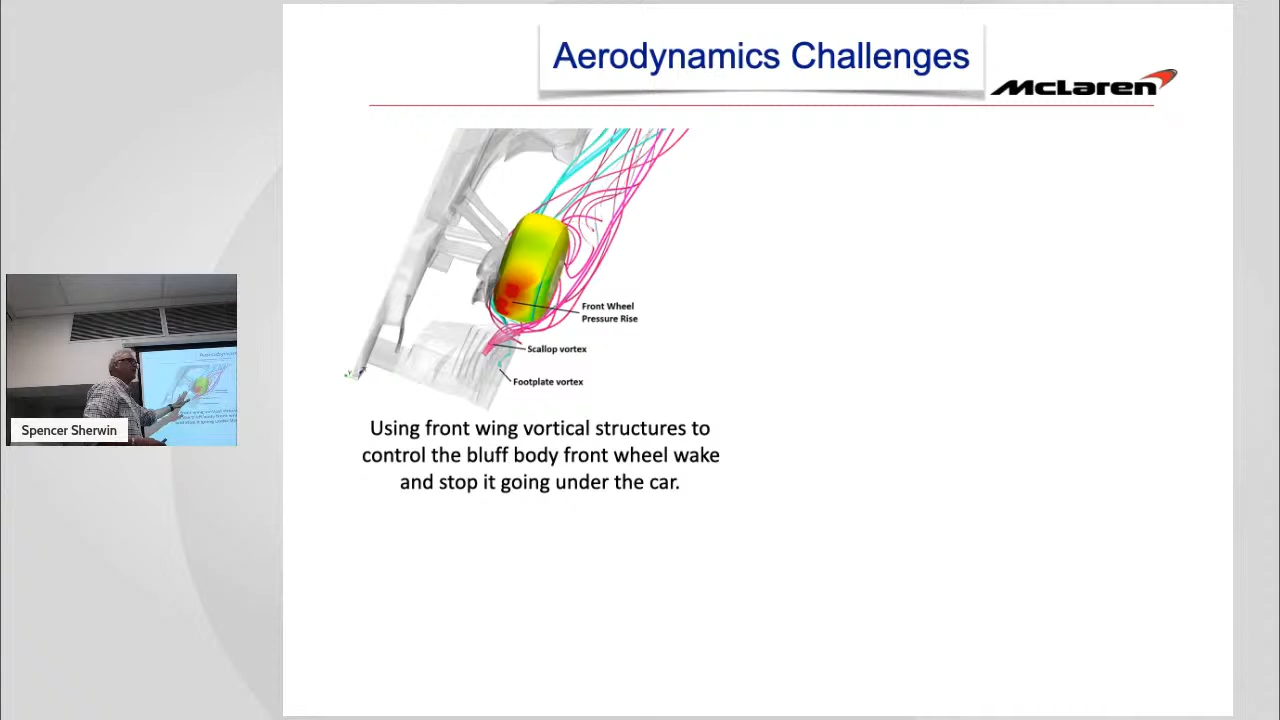 Aerodynamics Challenges
McLaren
Front Wheel
Pressure Rise
Scallop vortex
Footplate vortex
Using front wing vortical structures to
control the bluff body front wheel wake
and stop it going under the car.
Spencer Sherwin